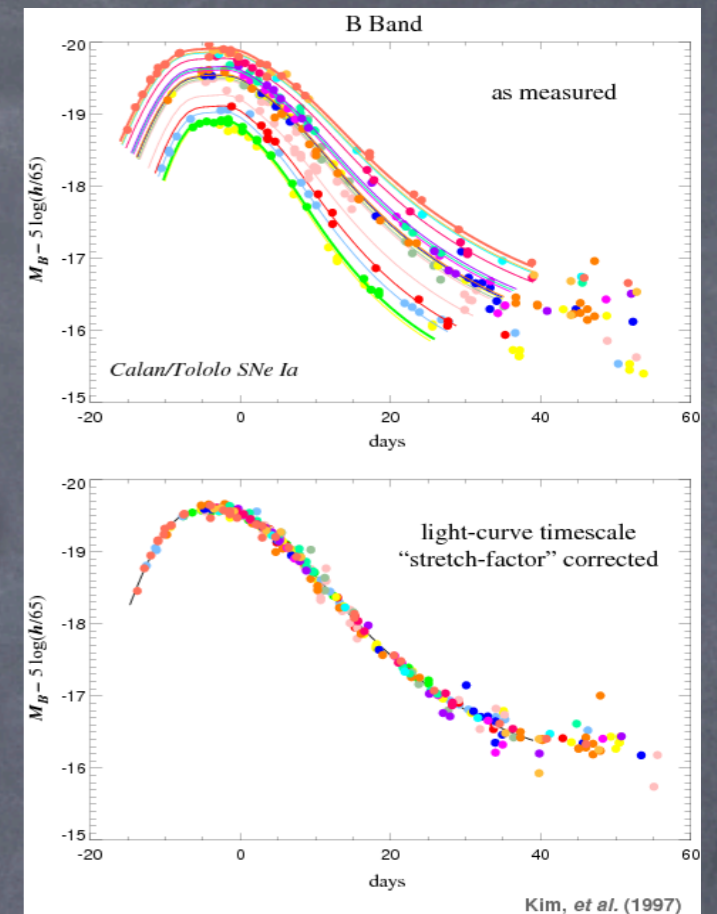 B Band
-20
-19
-18
-17
-16
-15
M_B – 5 log(h/65)
as measured
Calan/Tololo SNe Ia
-20 0 20 40 60
days
-20
-19
-18
-17
-16
-15
M_B – 5 log(h/65)
light-curve timescale
“stretch-factor” corrected
-20 0 20 40 60
days
Kim, et al. (1997)